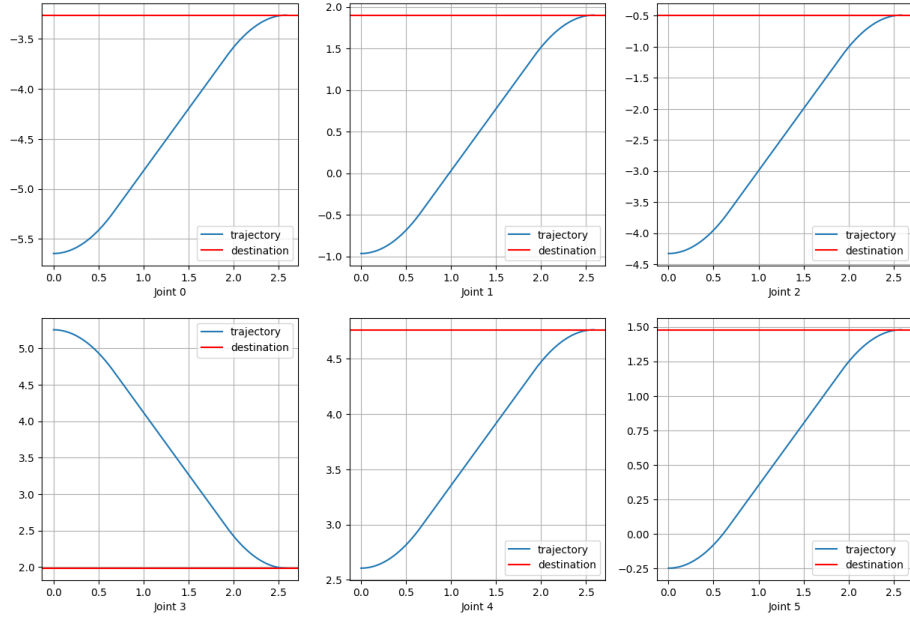 −3.5
−4.0
−4.5
−5.0
−5.5
0.0 0.5 1.0 1.5 2.0 2.5
Joint 0
trajectory
destination
2.0
1.5
1.0
0.5
0.0
−0.5
−1.0
0.0 0.5 1.0 1.5 2.0 2.5
Joint 1
trajectory
destination
−0.5
−1.0
−1.5
−2.0
−2.5
−3.0
−3.5
−4.0
−4.5
0.0 0.5 1.0 1.5 2.0 2.5
Joint 2
trajectory
destination
5.0
4.5
4.0
3.5
3.0
2.5
2.0
0.0 0.5 1.0 1.5 2.0 2.5
Joint 3
trajectory
destination
4.5
4.0
3.5
3.0
2.5
0.0 0.5 1.0 1.5 2.0 2.5
Joint 4
trajectory
destination
1.50
1.25
1.00
0.75
0.50
0.25
0.00
−0.25
0.0 0.5 1.0 1.5 2.0 2.5
Joint 5
trajectory
destination